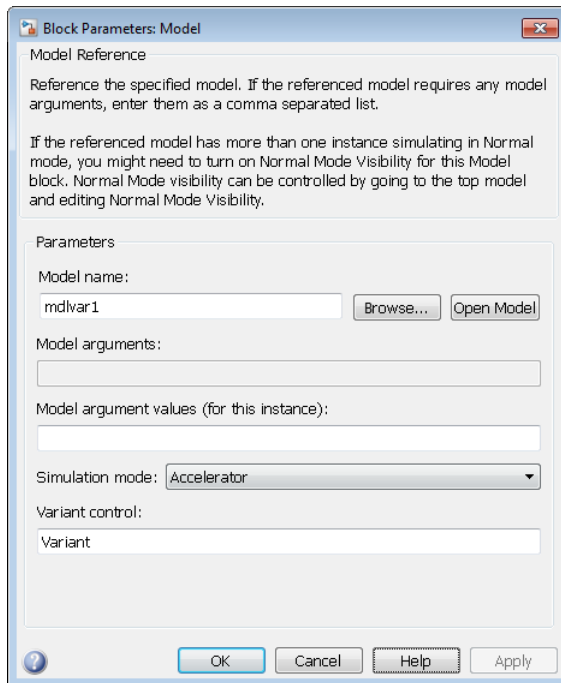 Block Parameters: Model
Model Reference
Reference the specified model. If the referenced model requires any model
arguments, enter them as a comma separated list.
If the referenced model has more than one instance simulating in Normal
mode, you might need to turn on Normal Mode Visibility for this Model
block. Normal Mode visibility can be controlled by going to the top model
and editing Normal Mode Visibility.
Parameters
Model name:
mdlvar1 Browse... Open Model
Model arguments:
Model argument values (for this instance):
Simulation mode: Accelerator
Variant control:
Variant
? OK Cancel Help Apply